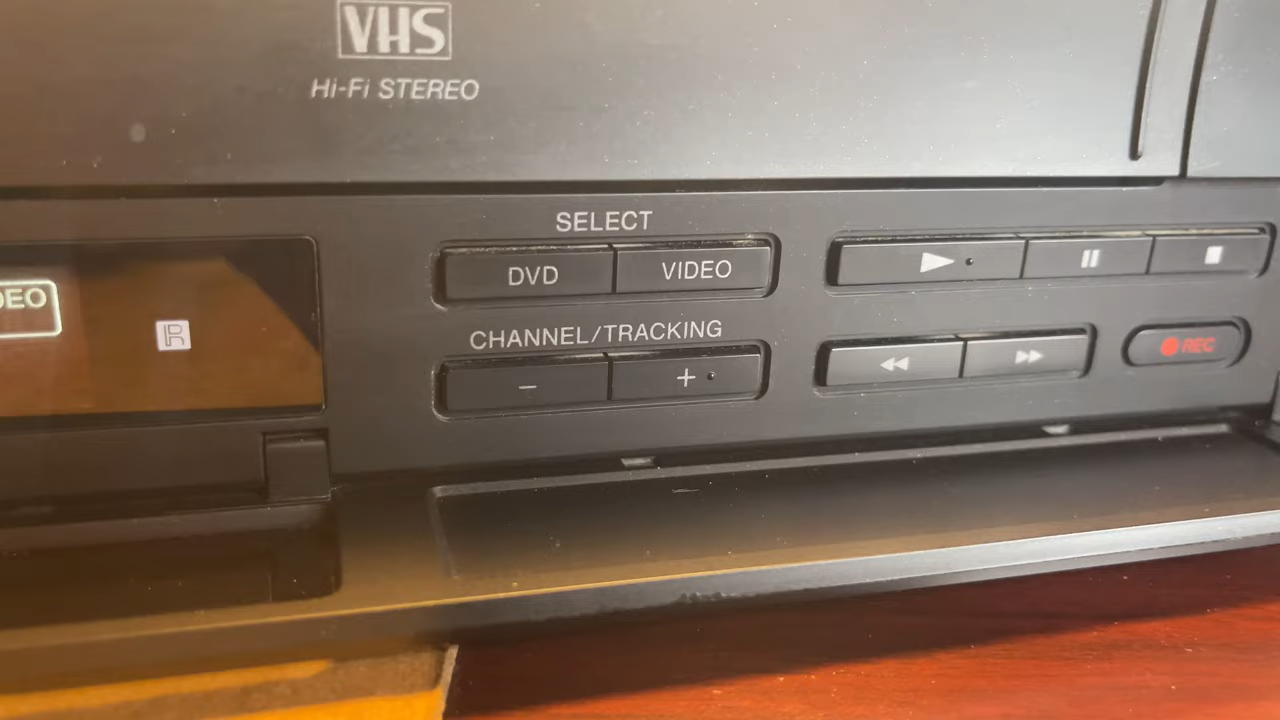 VHS
Hi-Fi STEREO
SELECT
DVD VIDEO
CHANNEL/TRACKING
− +
REC